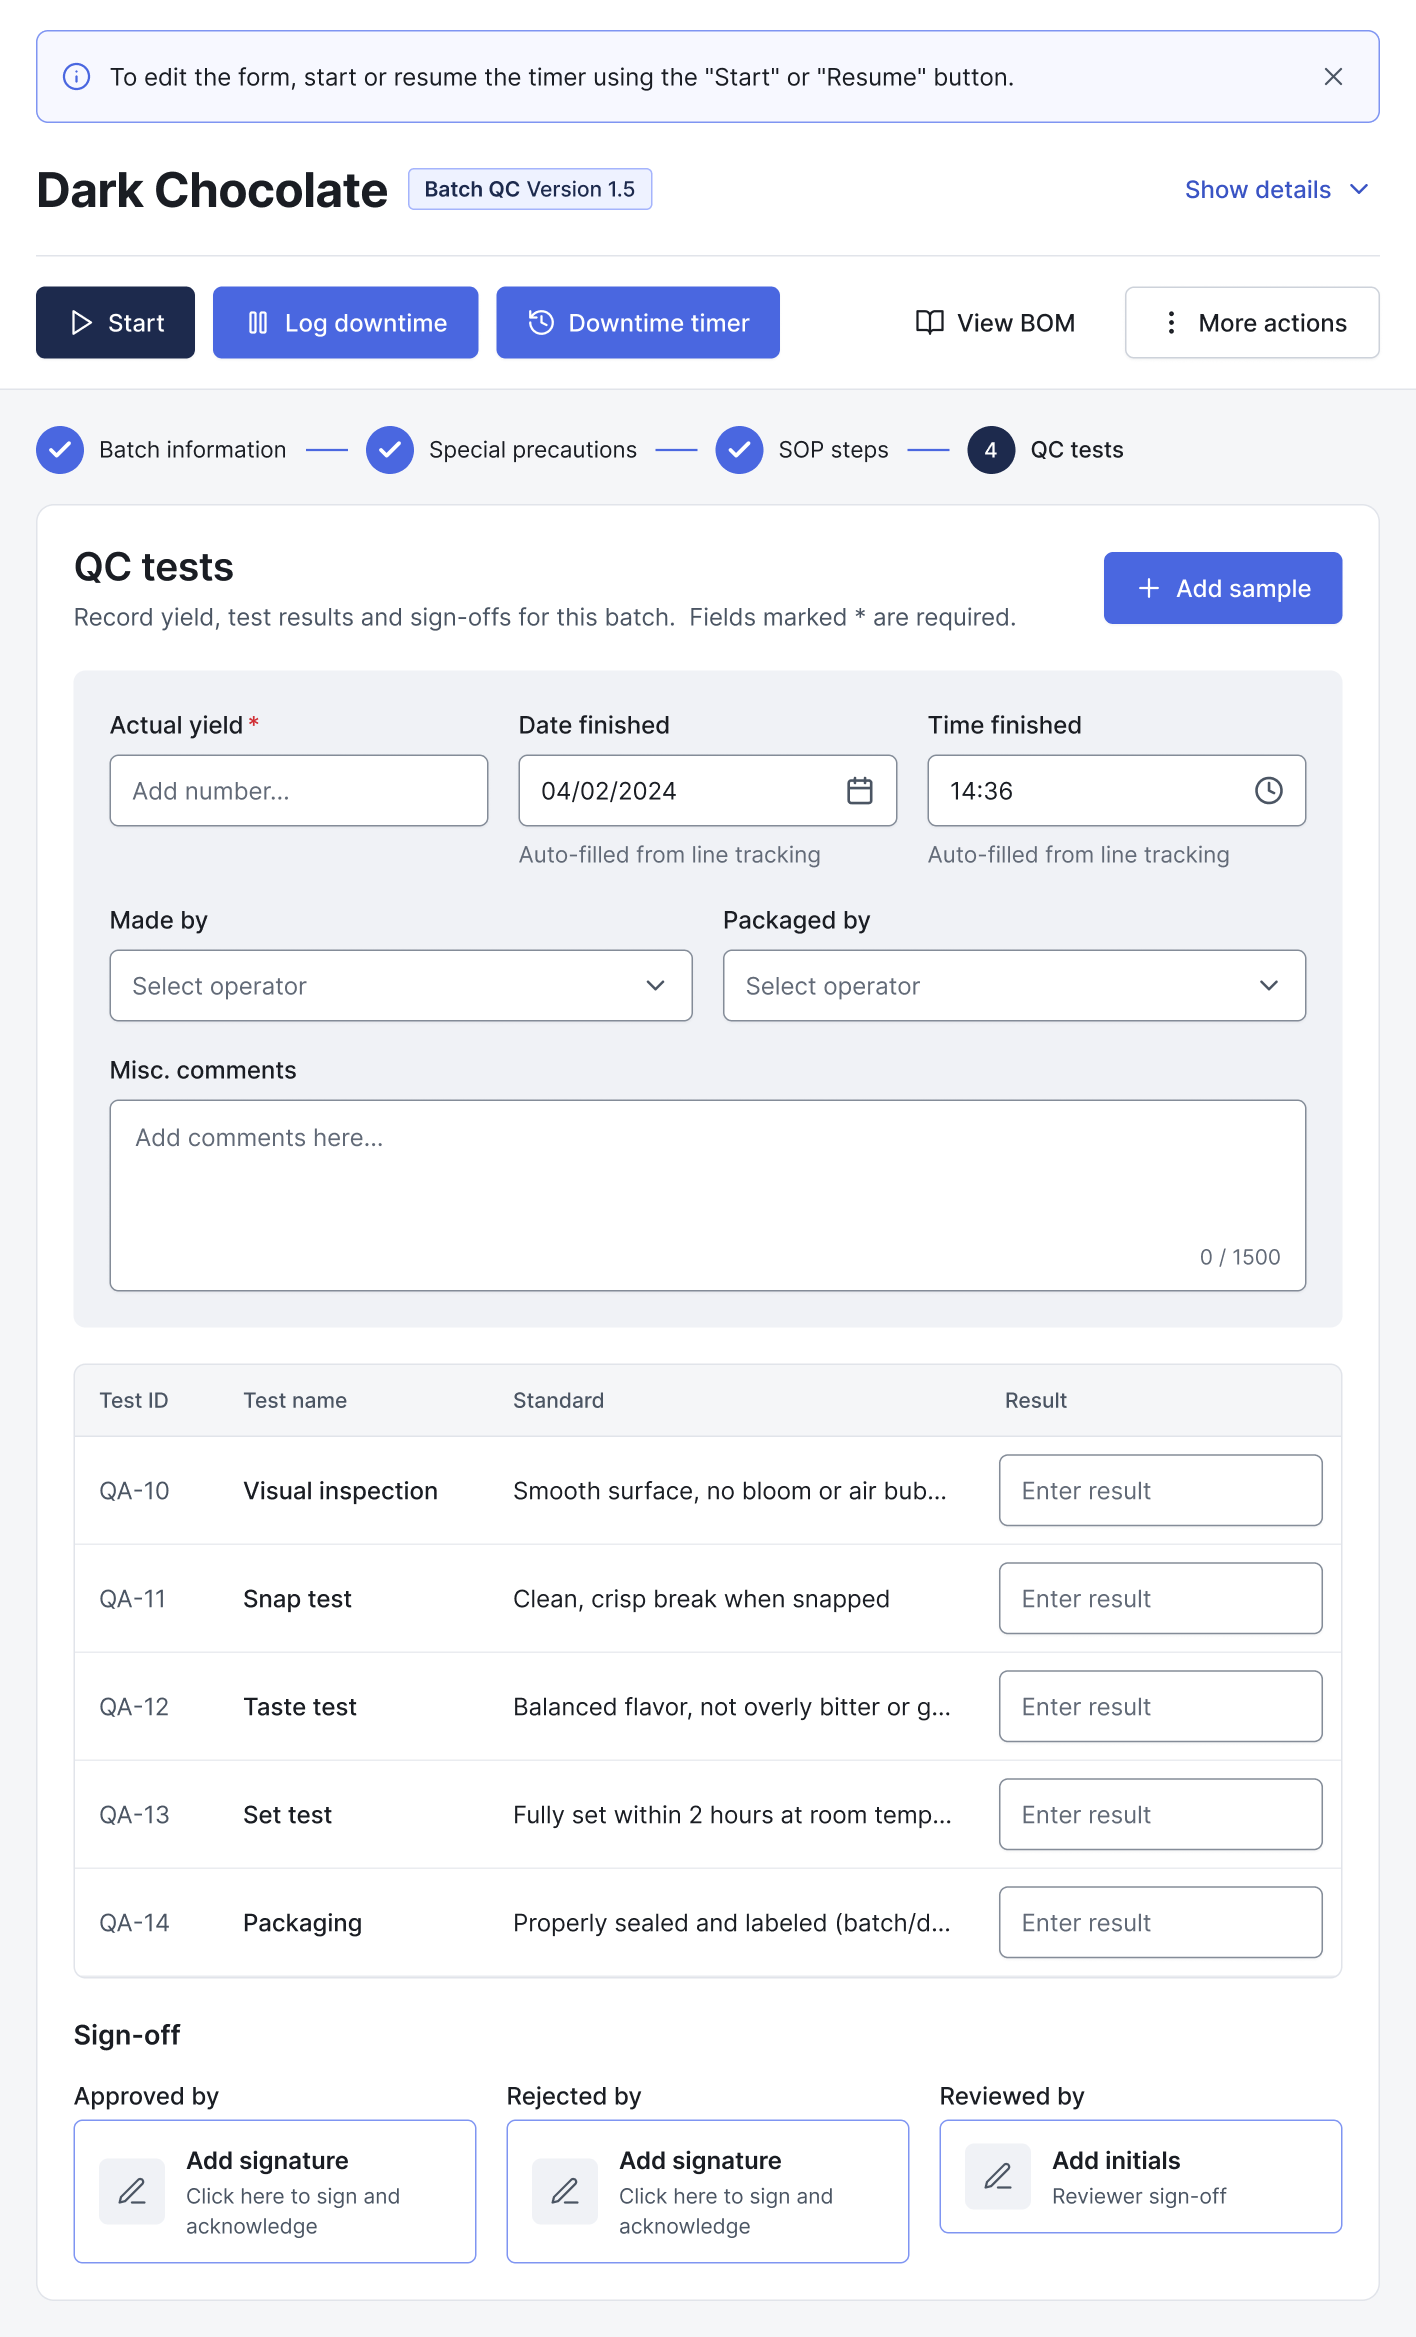 To edit the form, start or resume the timer using the "Start" or "Resume" button.
Dark Chocolate
Batch QC Version 1.5
Show details
Start
Log downtime
Downtime timer
View BOM
More actions
Batch information
Special precautions
SOP steps
4
QC tests
QC tests
Record yield, test results and sign-offs for this batch. Fields marked * are required.
Add sample
Actual yield *
Date finished
Time finished
Add number...
04/02/2024
14:36
Auto-filled from line tracking
Auto-filled from line tracking
Made by
Packaged by
Select operator
Select operator
Misc. comments
Add comments here...
0 / 1500
Test ID
Test name
Standard
Result
QA-10
Visual inspection
Smooth surface, no bloom or air bub...
Enter result
QA-11
Snap test
Clean, crisp break when snapped
Enter result
QA-12
Taste test
Balanced flavor, not overly bitter or g...
Enter result
QA-13
Set test
Fully set within 2 hours at room temp...
Enter result
QA-14
Packaging
Properly sealed and labeled (batch/d...
Enter result
Sign-off
Approved by
Rejected by
Reviewed by
Add signature
Click here to sign and
acknowledge
Add signature
Click here to sign and
acknowledge
Add initials
Reviewer sign-off